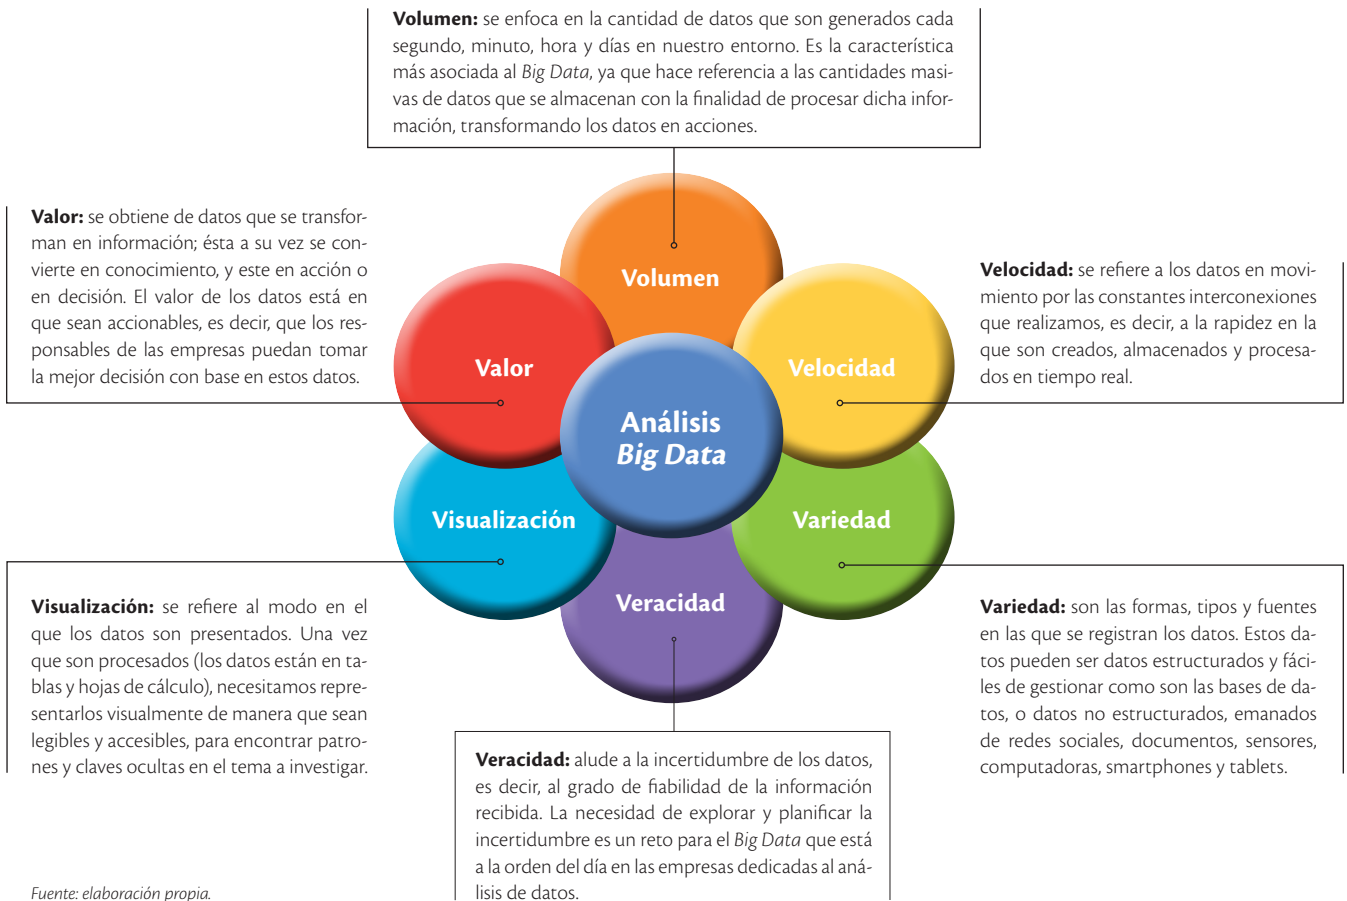 Volumen: se enfoca en la cantidad de datos que son generados cada
segundo, minuto, hora y días en nuestro entorno. Es la característica
más asociada al Big Data, ya que hace referencia a las cantidades masi-
vas de datos que se almacenan con la finalidad de procesar dicha infor-
mación, transformando los datos en acciones.
Valor: se obtiene de datos que se transfor-
man en información; ésta a su vez se con-
vierte en conocimiento, y este en acción o
en decisión. El valor de los datos está en
que sean accionables, es decir, que los res-
ponsables de las empresas puedan tomar
la mejor decisión con base en estos datos.
Volumen
Valor
Velocidad
Análisis
Big Data
Visualización
Variedad
Veracidad
Velocidad: se refiere a los datos en movi-
miento por las constantes interconexiones
que realizamos, es decir, a la rapidez en la
que son creados, almacenados y procesa-
dos en tiempo real.
Visualización: se refiere al modo en el
que los datos son presentados. Una vez
que son procesados (los datos están en ta-
blas y hojas de cálculo), necesitamos repre-
sentarlos visualmente de manera que sean
legibles y accesibles, para encontrar patro-
nes y claves ocultas en el tema a investigar.
Variedad: son las formas, tipos y fuentes
en las que se registran los datos. Estos da-
tos pueden ser datos estructurados y fáci-
les de gestionar como son las bases de da-
tos, o datos no estructurados, emanados
de redes sociales, documentos, sensores,
computadoras, smartphones y tablets.
Veracidad: alude a la incertidumbre de los datos,
es decir, al grado de fiabilidad de la información
recibida. La necesidad de explorar y planificar la
incertidumbre es un reto para el Big Data que está
a la orden del día en las empresas dedicadas al aná-
lisis de datos.
Fuente: elaboración propia.